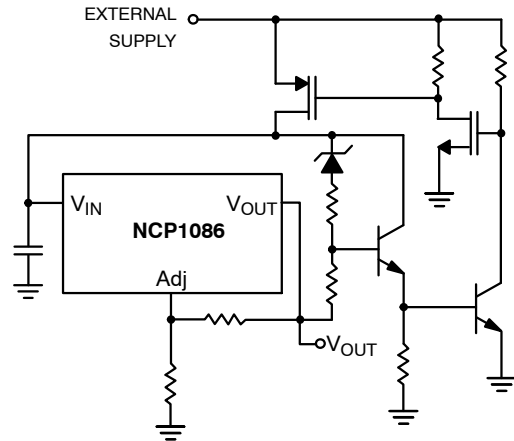 EXTERNAL
SUPPLY
VIN
VOUT
NCP1086
Adj
VOUT